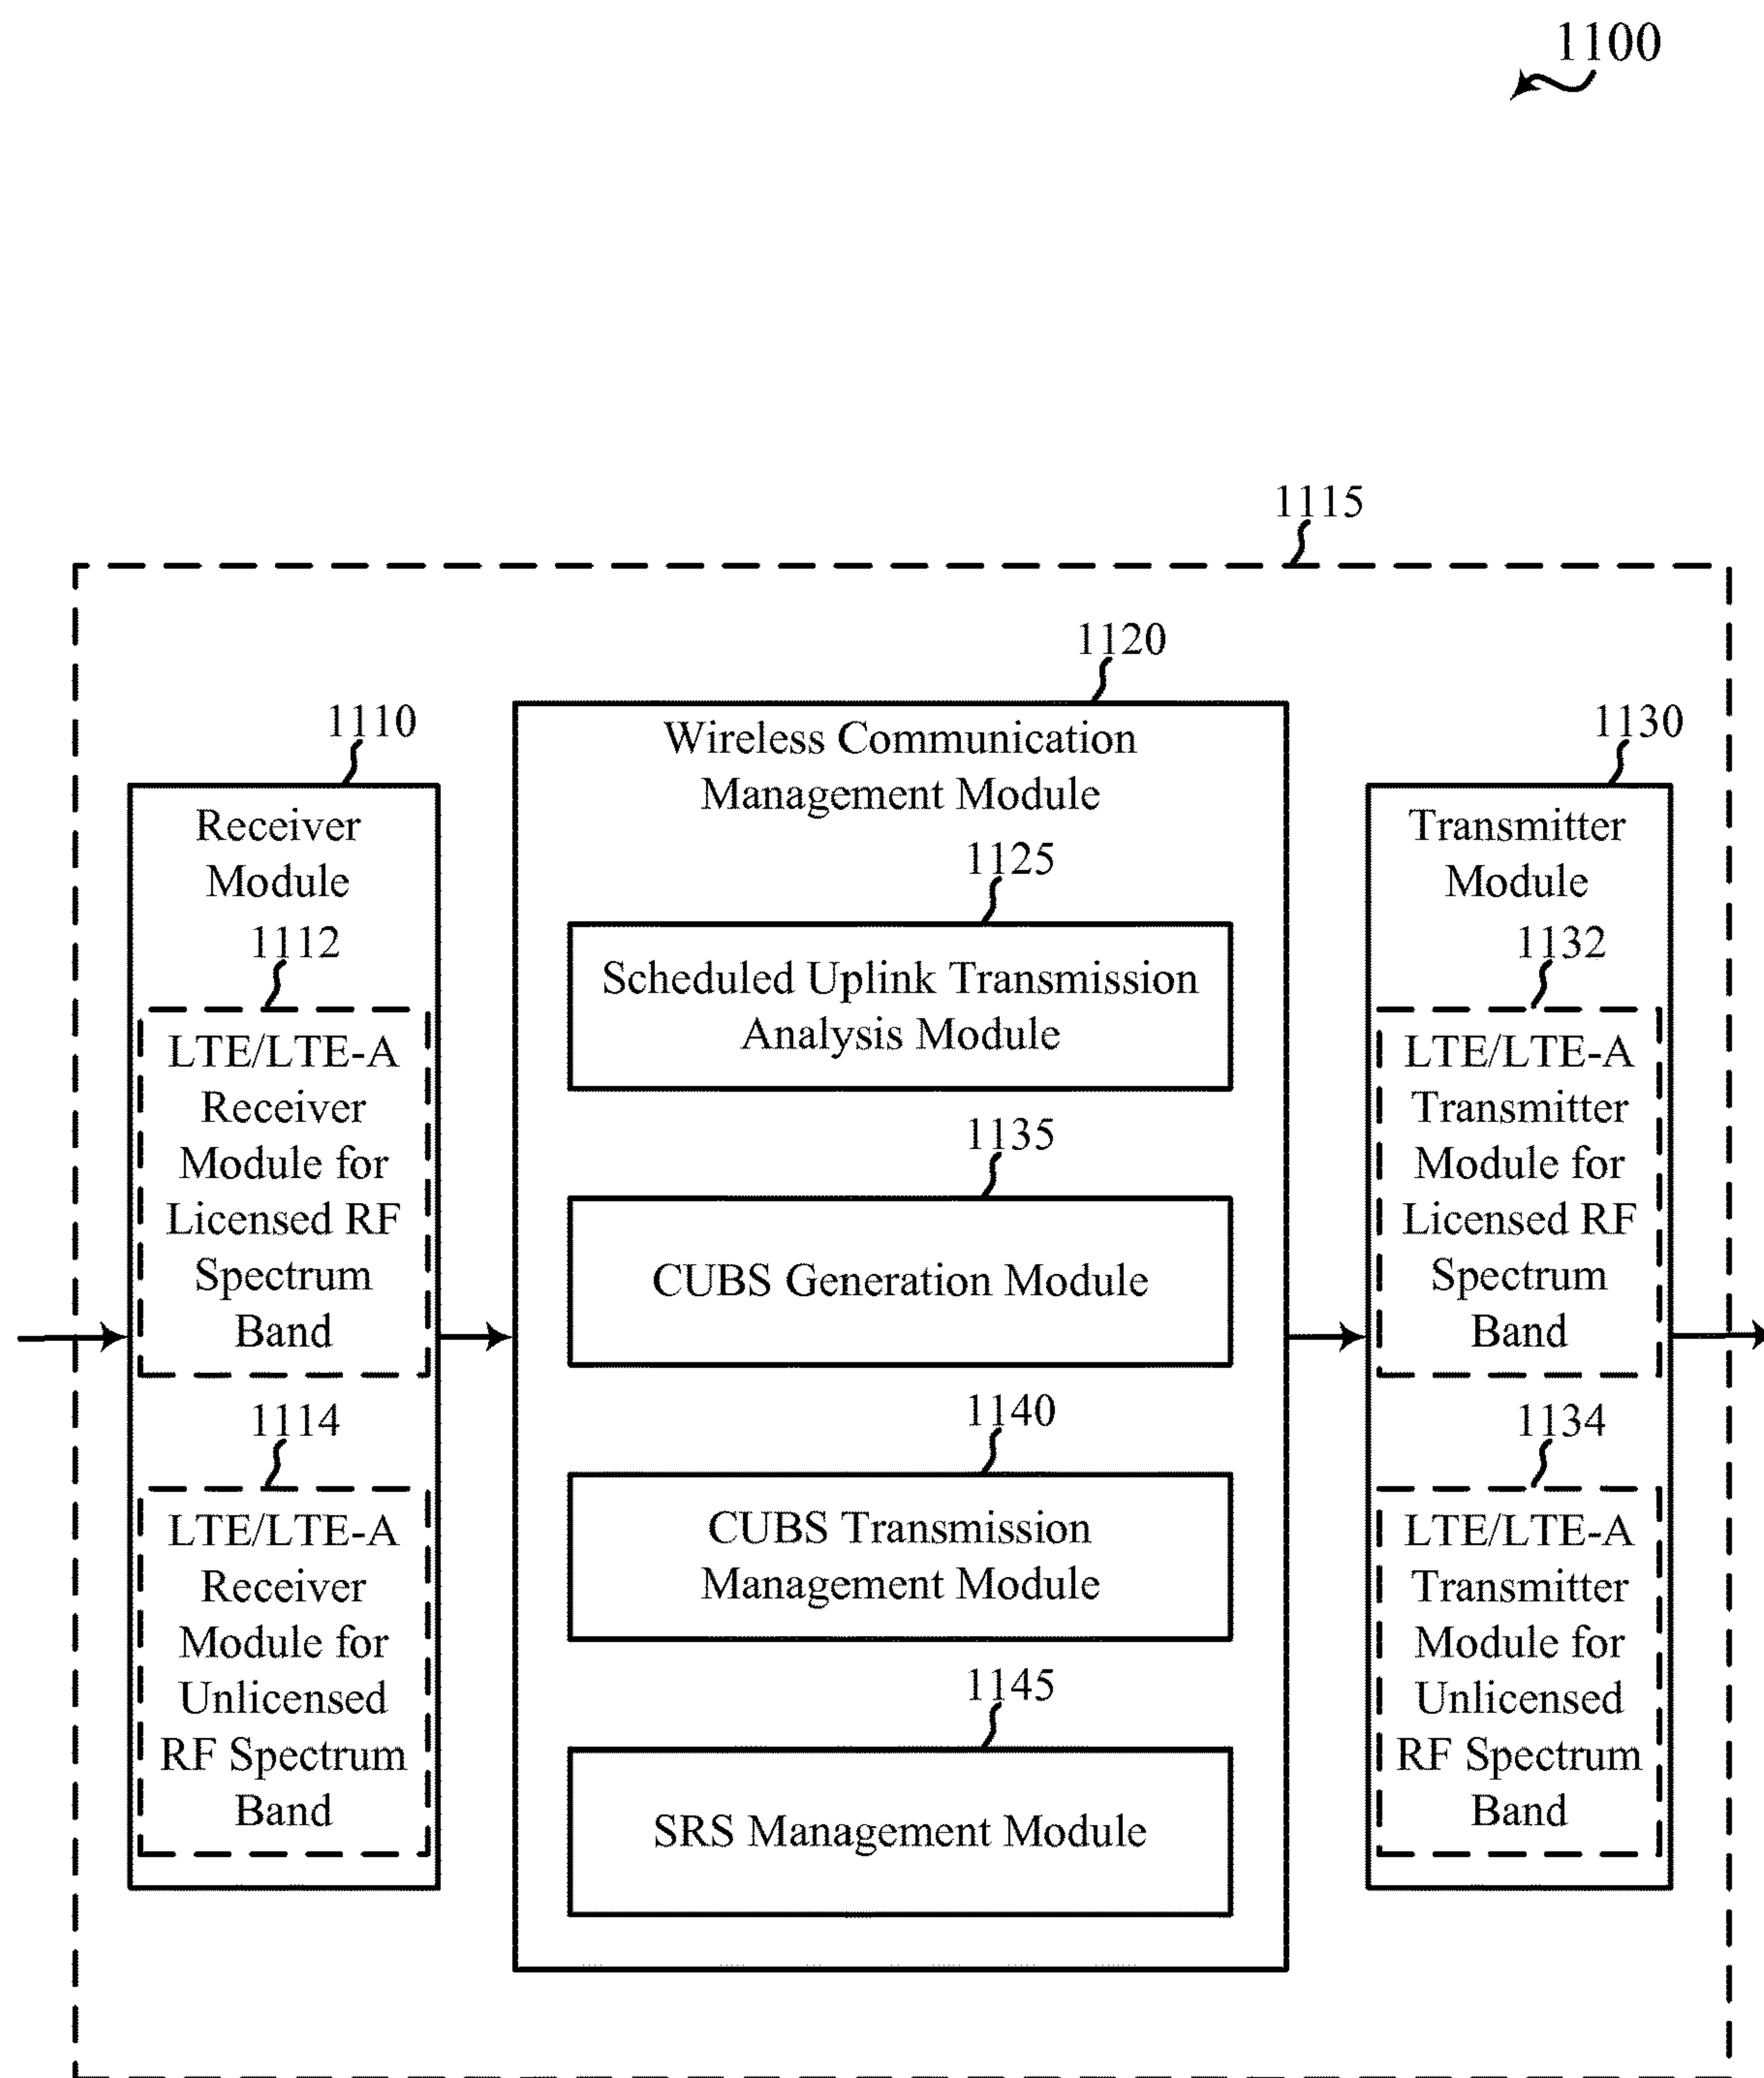 1100
1115
1120
Wireless Communication
Management Module
1110
Receiver
Module
1112
LTE/LTE-A
Receiver
Module for
Licensed RF
Spectrum
Band
1114
LTE/LTE-A
Receiver
Module for
Unlicensed
RF Spectrum
Band
1125
Scheduled Uplink Transmission
Analysis Module
1135
CUBS Generation Module
1140
CUBS Transmission
Management Module
1145
SRS Management Module
1130
Transmitter
Module
1132
LTE/LTE-A
Transmitter
Module for
Licensed RF
Spectrum
Band
1134
LTE/LTE-A
Transmitter
Module for
Unlicensed
RF Spectrum
Band